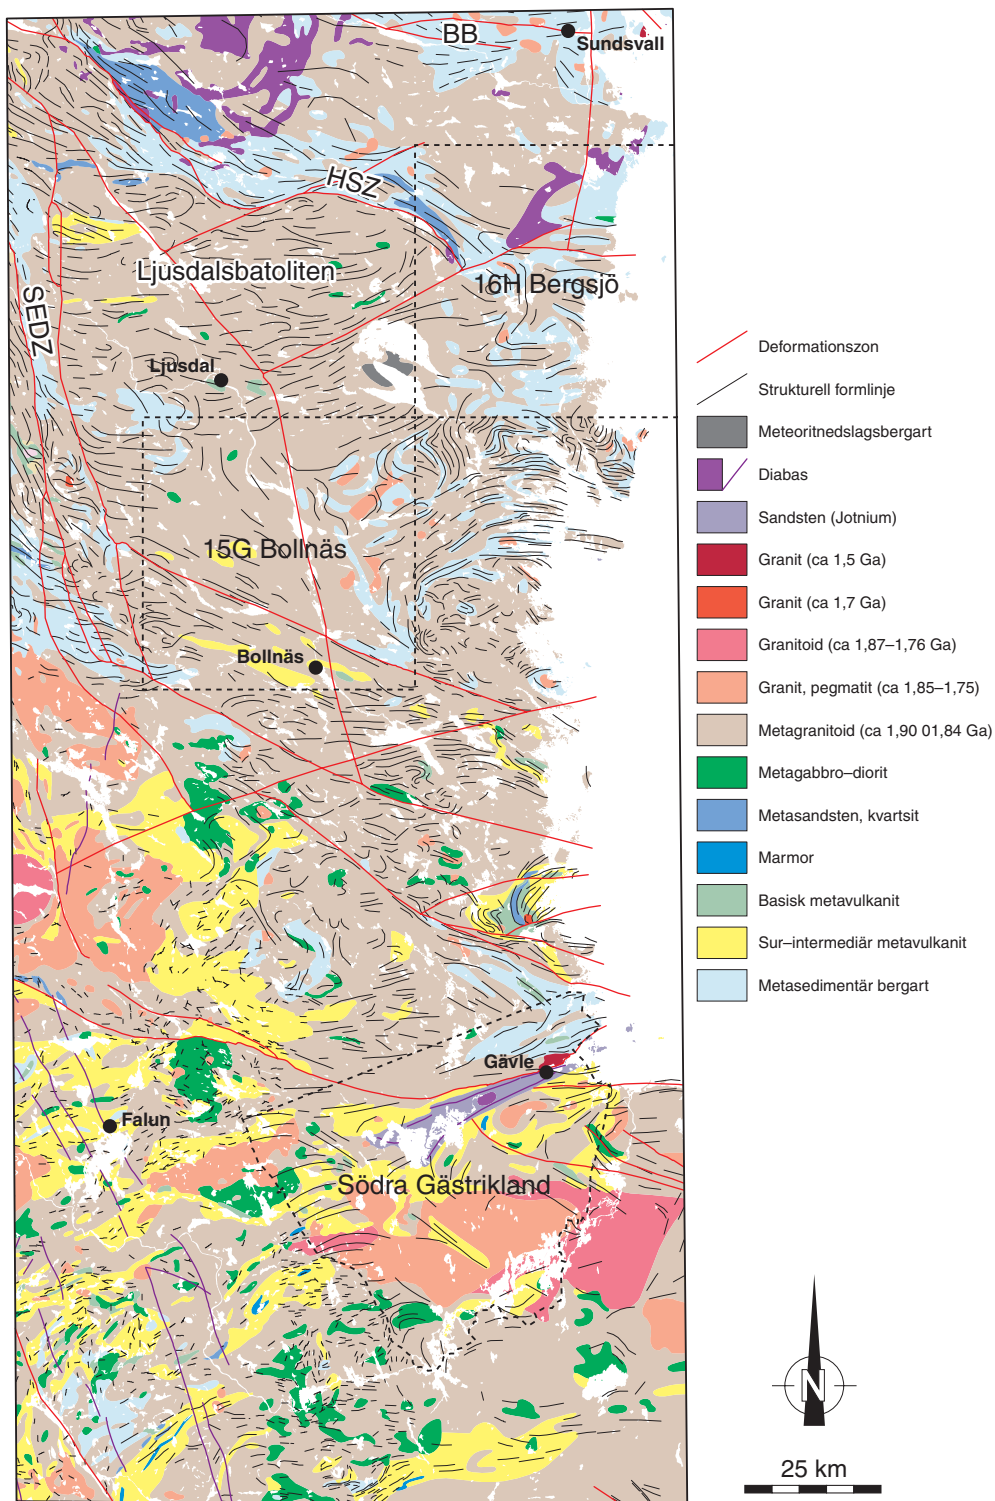 BB
Sundsvall
HSZ
Ljusdalsbatoliten
16H Bergsjö
SEDZ
Ljusdal
15G Bollnäs
Bollnäs
Gävle
Falun
Södra Gästrikland
Deformationszon
Strukturell formlinje
Meteoritnedslagsbergart
Diabas
Sandsten (Jotnium)
Granit (ca 1,5 Ga)
Granit (ca 1,7 Ga)
Granitoid (ca 1,87–1,76 Ga)
Granit, pegmatit (ca 1,85–1,75)
Metagranitoid (ca 1,90 01,84 Ga)
Metagabbro–diorit
Metasandsten, kvartsit
Marmor
Basisk metavulkanit
Sur–intermediär metavulkanit
Metasedimentär bergart
N
25 km